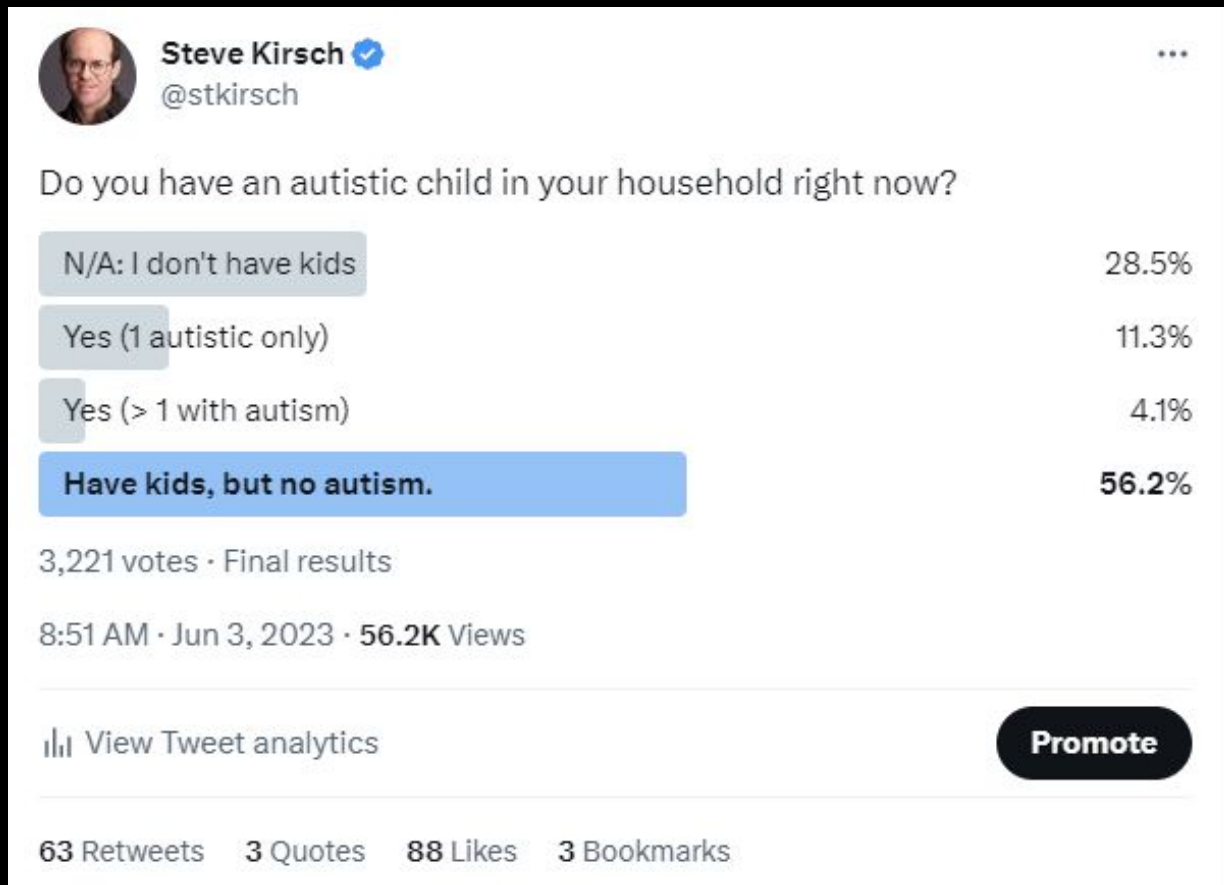 Steve Kirsch
@stkirsch
Do you have an autistic child in your household right now?
N/A: I don't have kids 28.5%
Yes (1 autistic only) 11.3%
Yes (> 1 with autism) 4.1%
Have kids, but no autism. 56.2%
3,221 votes · Final results
8:51 AM · Jun 3, 2023 · 56.2K Views
View Tweet analytics Promote
63 Retweets 3 Quotes 88 Likes 3 Bookmarks